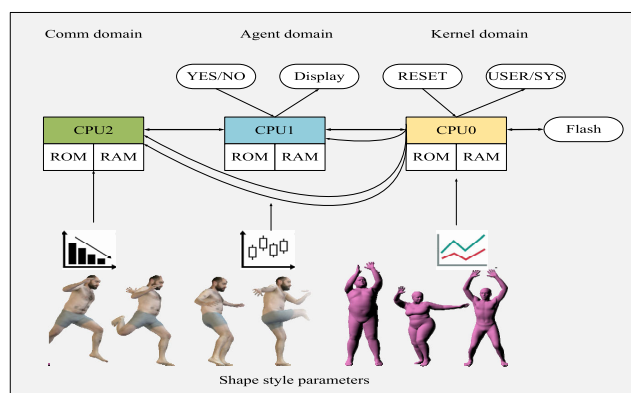 Comm domain
Agent domain
Kernel domain
YES/NO
Display
RESET
USER/SYS
CPU2
CPU1
CPU0
Flash
ROM
RAM
ROM
RAM
ROM
RAM
Shape style parameters